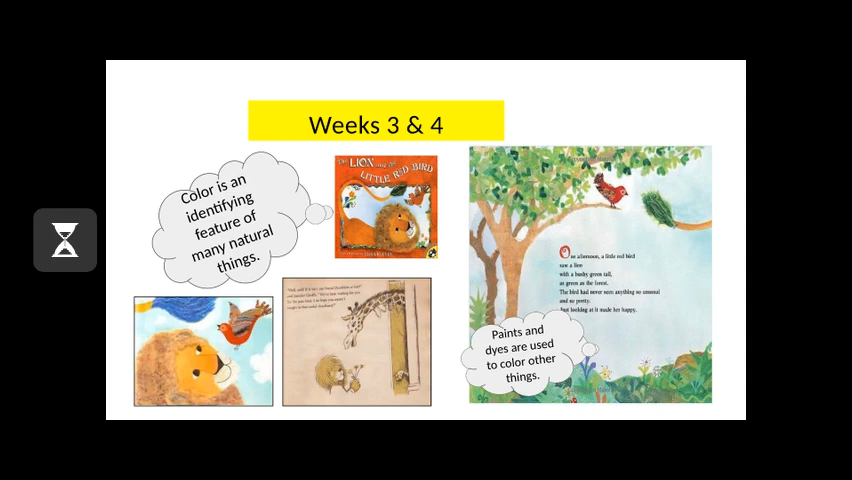 Weeks 3 & 4
Color is an
identifying
feature of
many natural
things.
The LION and the
LITTLE RED BIRD
One afternoon, a little red bird
saw a lion
with a bushy green tail,
as green as the forest.
The bird had never seen anything so unusual
and so pretty.
Just looking at it made her happy.
Paints and
dyes are used
to color other
things.